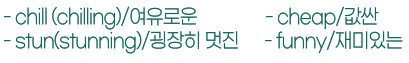 - chill (chilling)/여유로운
- cheap/값싼
- stun(stunning)/굉장히 멋진
- funny/재미있는